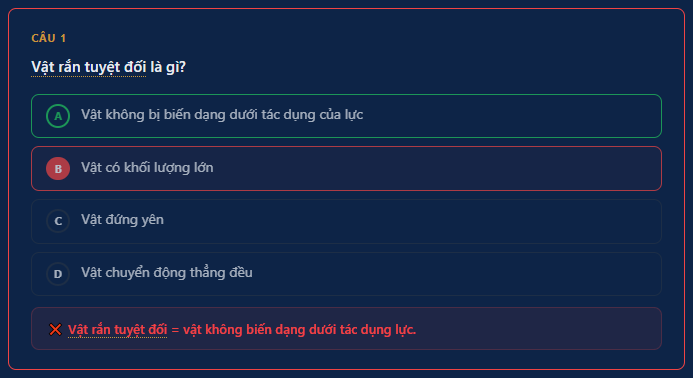 CÂU 1
Vật rắn tuyệt đối là gì?
A Vật không bị biến dạng dưới tác dụng của lực
B Vật có khối lượng lớn
C Vật đứng yên
D Vật chuyển động thẳng đều
❌ Vật rắn tuyệt đối = vật không biến dạng dưới tác dụng lực.